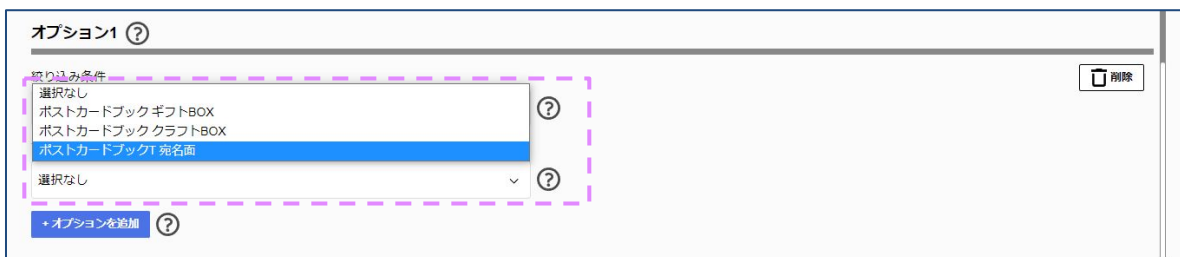 オプション1 ?
絞り込み条件
削除
選択なし
ポストカードブック ギフトBOX
?
ポストカードブック クラフトBOX
ポストカードブックT 宛名面
選択なし
?
+オプションを追加 ?